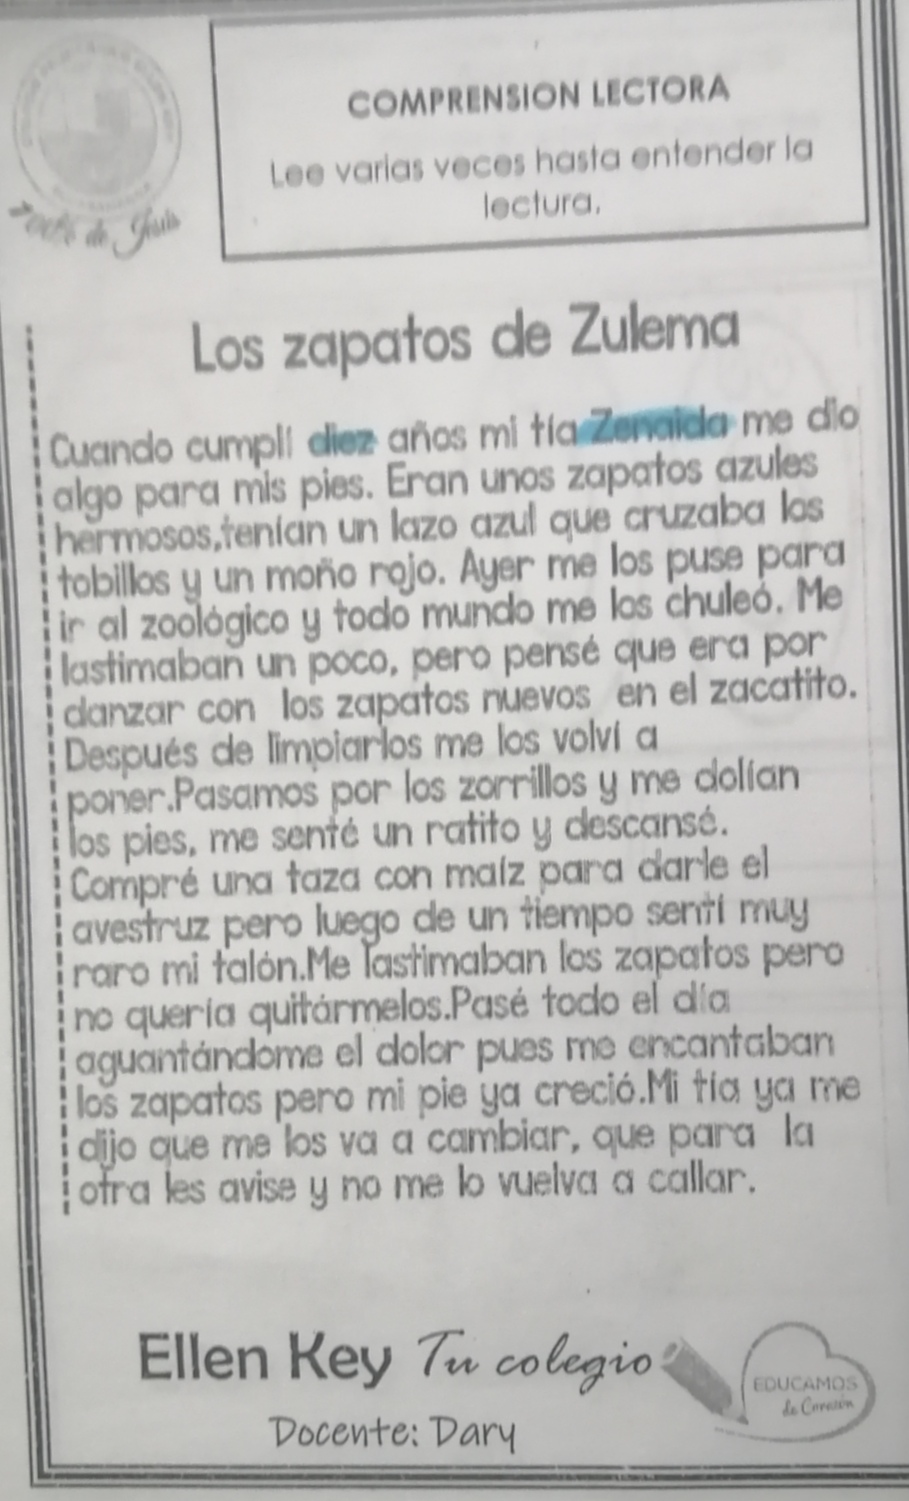 COMPRENSION LECTORA
Lee varias veces hasta entender la
lectura.
de Jesús
Los zapatos de Zulema
Cuando cumplí diez años mi tía Zenaida me dio
algo para mis pies. Eran unos zapatos azules
hermosos,tenían un lazo azul que cruzaba los
tobillos y un moño rojo. Ayer me los puse para
ir al zoológico y todo mundo me los chuleó. Me
lastimaban un poco, pero pensé que era por
danzar con los zapatos nuevos en el zacatito.
Después de limpiarlos me los volví a
poner.Pasamos por los zorrillos y me dolían
los pies, me senté un ratito y descansé.
Compré una taza con maíz para darle el
avestruz pero luego de un tiempo sentí muy
raro mi talón.Me lastimaban los zapatos pero
no quería quitármelos.Pasé todo el día
aguantándome el dolor pues me encantaban
los zapatos pero mi pie ya creció.Mi tía ya me
dijo que me los va a cambiar, que para la
otra les avise y no me lo vuelva a callar.
Ellen Key Tu colegio
EDUCAMOS
de Corazón
Docente: Dary